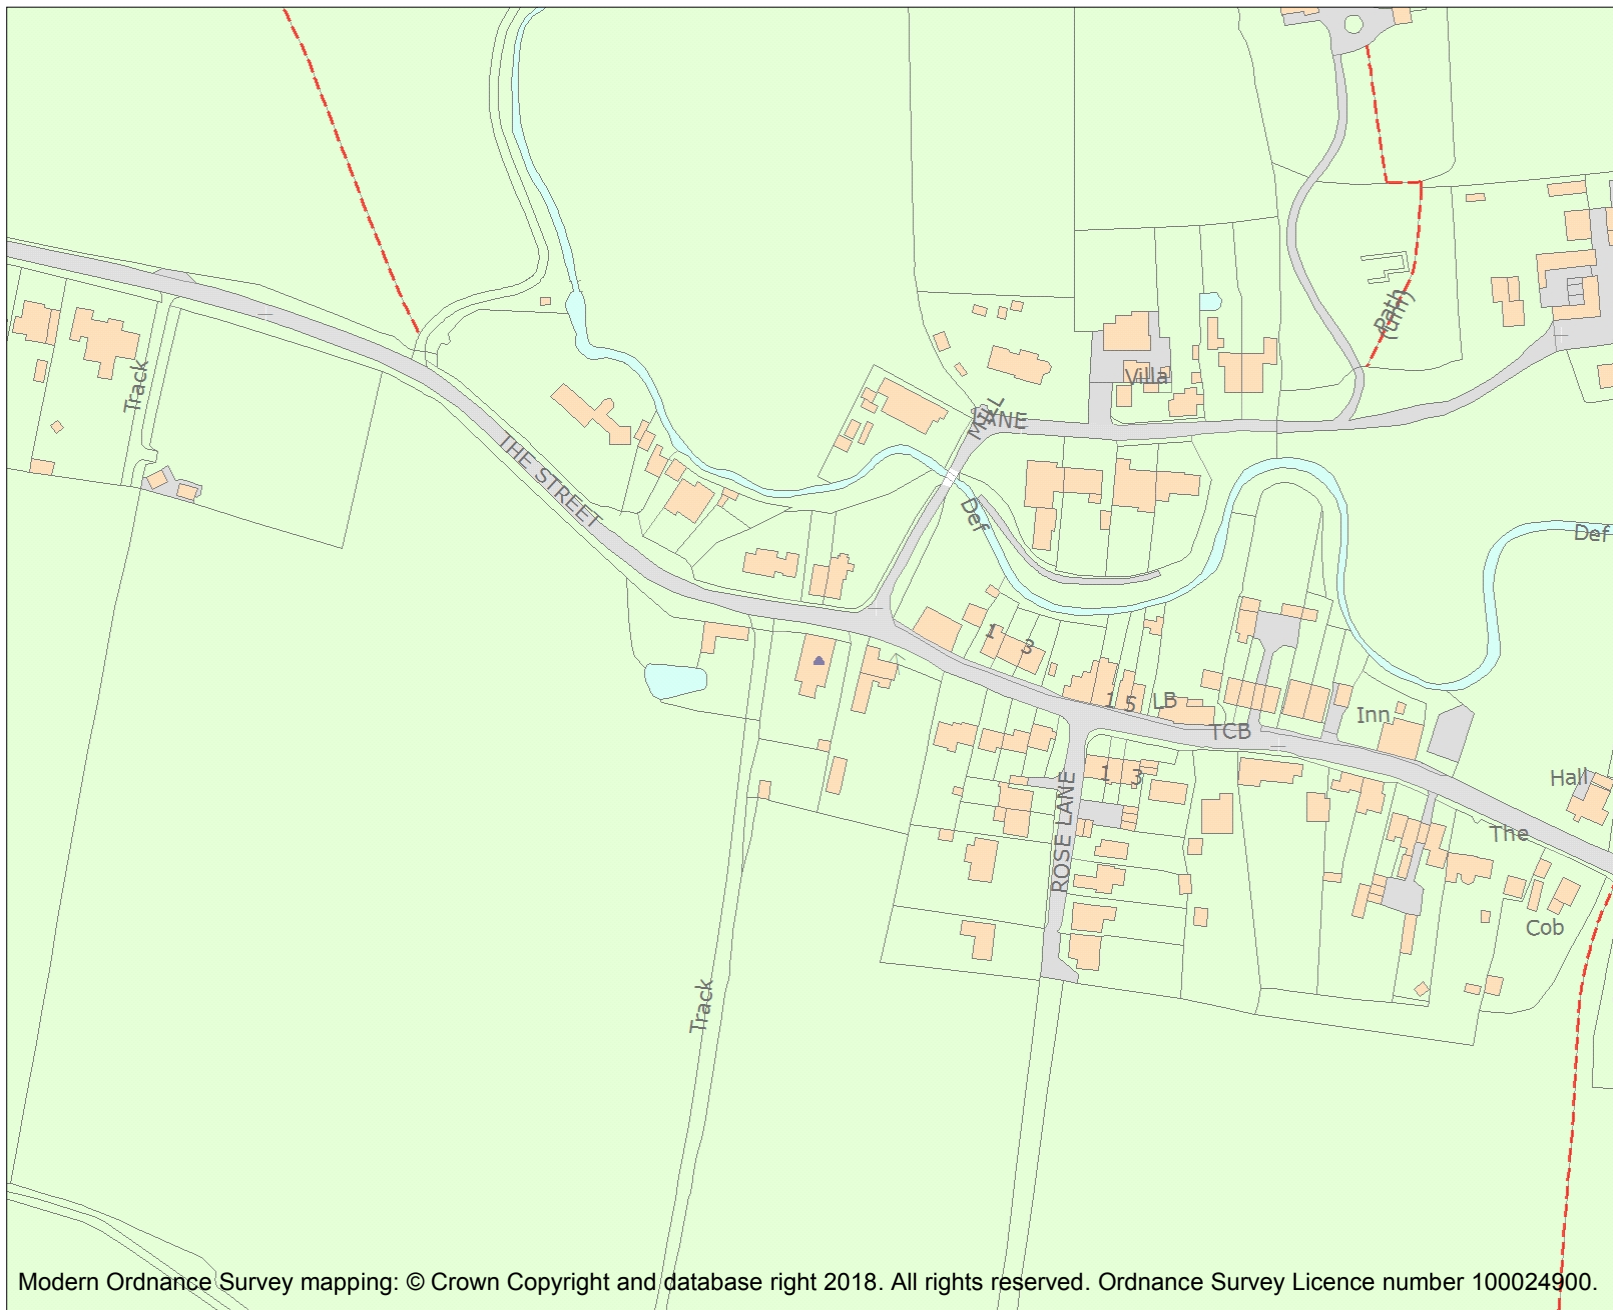 Path
(um)
Track
Villa
MILL
LANE
THE STREET
Def
Def
1
3
1
5
LB
TCB
Inn
1
3
Hall
ROSE LANE
The
Cob
Track
Modern Ordnance Survey mapping: © Crown Copyright and database right 2018. All rights reserved. Ordnance Survey Licence number 100024900.